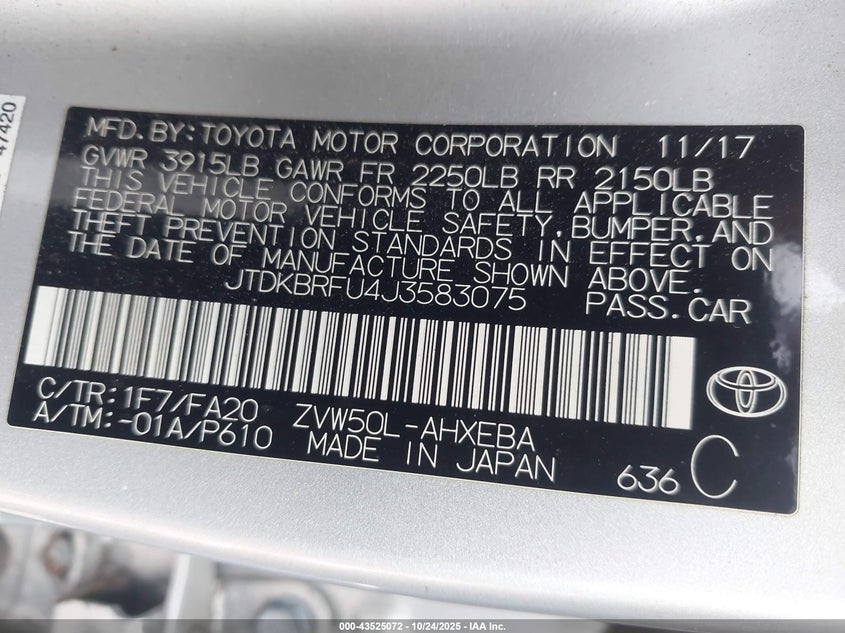 47420
MFD.BY:TOYOTA MOTOR CORPORATION 11/17
GVWR 3915LB GAWR FR 2250LB RR 2150LB
THIS VEHICLE CONFORMS TO ALL APPLICABLE
FEDERAL MOTOR VEHICLE SAFETY,BUMPER,AND
THEFT PREVENTION STANDARDS IN EFFECT ON
THE DATE OF MANUFACTURE SHOWN ABOVE.
JTDKBRFU4J3583075 PASS.CAR
C/TR:1F7/FA20 ZVW50L-AHXEBA
A/TM:-01A/P610 MADE IN JAPAN 636 C
000-43525072 - 10/24/2025 - IAA Inc.